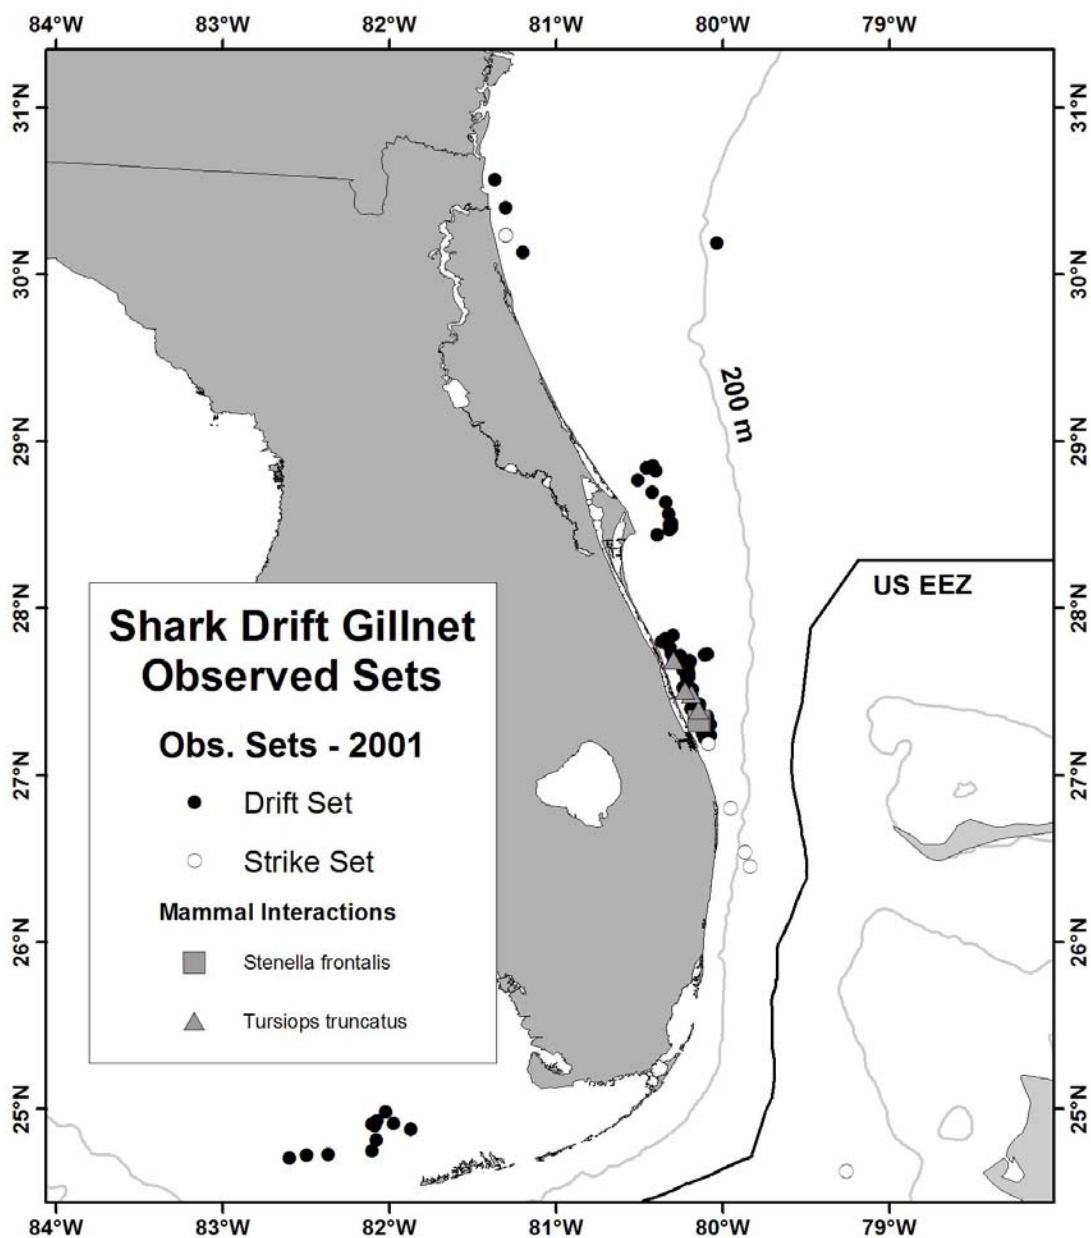 84°W 83°W 82°W 81°W 80°W 79°W
31°N 31°N
30°N 30°N
200 m
29°N 29°N
US EEZ
28°N 28°N
Shark Drift Gillnet
Observed Sets
Obs. Sets - 2001
Drift Set
Strike Set
Mammal Interactions
Stenella frontalis
Tursiops truncatus
27°N 27°N
26°N 26°N
25°N 25°N
84°W 83°W 82°W 81°W 80°W 79°W